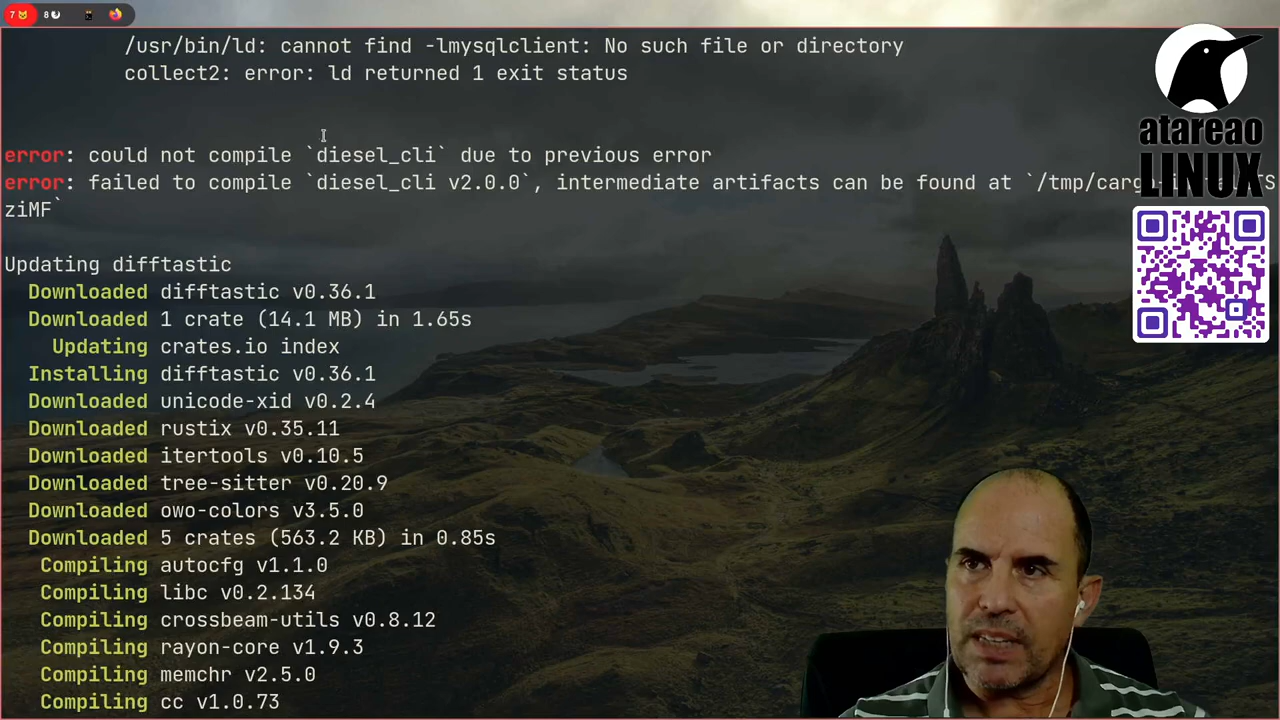 7 8
/usr/bin/ld: cannot find -lmysqlclient: No such file or directory
collect2: error: ld returned 1 exit status
error: could not compile `diesel_cli` due to previous error
error: failed to compile `diesel_cli v2.0.0`, intermediate artifacts can be found at
ziMF`
Updating difftastic
Downloaded difftastic v0.36.1
Downloaded 1 crate (14.1 MB) in 1.65s
Updating crates.io index
Installing difftastic v0.36.1
Downloaded unicode-xid v0.2.4
Downloaded rustix v0.35.11
Downloaded itertools v0.10.5
Downloaded tree-sitter v0.20.9
Downloaded owo-colors v3.5.0
Downloaded 5 crates (563.2 KB) in 0.85s
Compiling autocfg v1.1.0
Compiling libc v0.2.134
Compiling crossbeam-utils v0.8.12
Compiling rayon-core v1.9.3
Compiling memchr v2.5.0
Compiling cc v1.0.73
atareao
LINUX